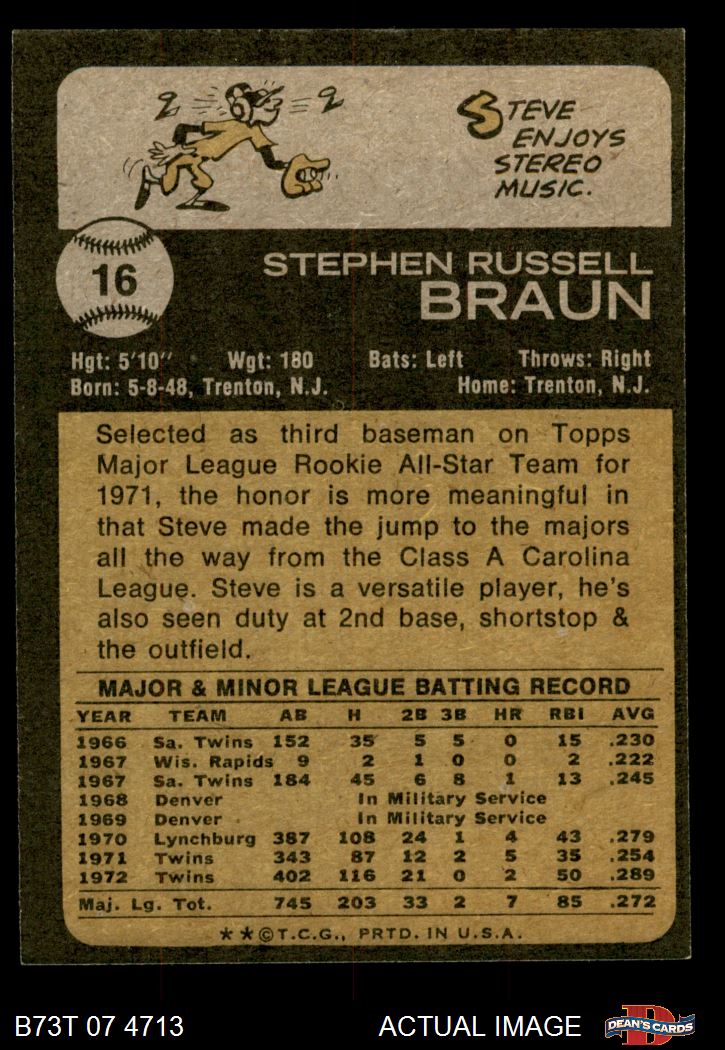 STEVE
ENJOYS
STEREO
MUSIC.
16
STEPHEN RUSSELL
BRAUN
Hgt: 5'10" Wgt: 180 Bats: Left Throws: Right
Born: 5-8-48, Trenton, N.J. Home: Trenton, N.J.
Selected as third baseman on Topps
Major League Rookie All-Star Team for
1971, the honor is more meaningful in
that Steve made the jump to the majors
all the way from the Class A Carolina
League. Steve is a versatile player, he's
also seen duty at 2nd base, shortstop &
the outfield.
MAJOR & MINOR LEAGUE BATTING RECORD
YEAR TEAM AB H 2B 3B HR RBI AVG
1966 Sa. Twins 152 35 5 5 0 15 .230
1967 Wis. Rapids 9 2 1 0 0 2 .222
1967 Sa. Twins 184 45 6 8 1 13 .245
1968 Denver In Military Service
1969 Denver In Military Service
1970 Lynchburg 387 108 24 1 4 43 .279
1971 Twins 343 87 12 2 5 35 .254
1972 Twins 402 116 21 0 2 50 .289
Maj. Lg. Tot. 745 203 33 2 7 85 .272
★★©T.C.G., PRTD. IN U.S.A.
B73T 07 4713 ACTUAL IMAGE DEAN'S CARDS